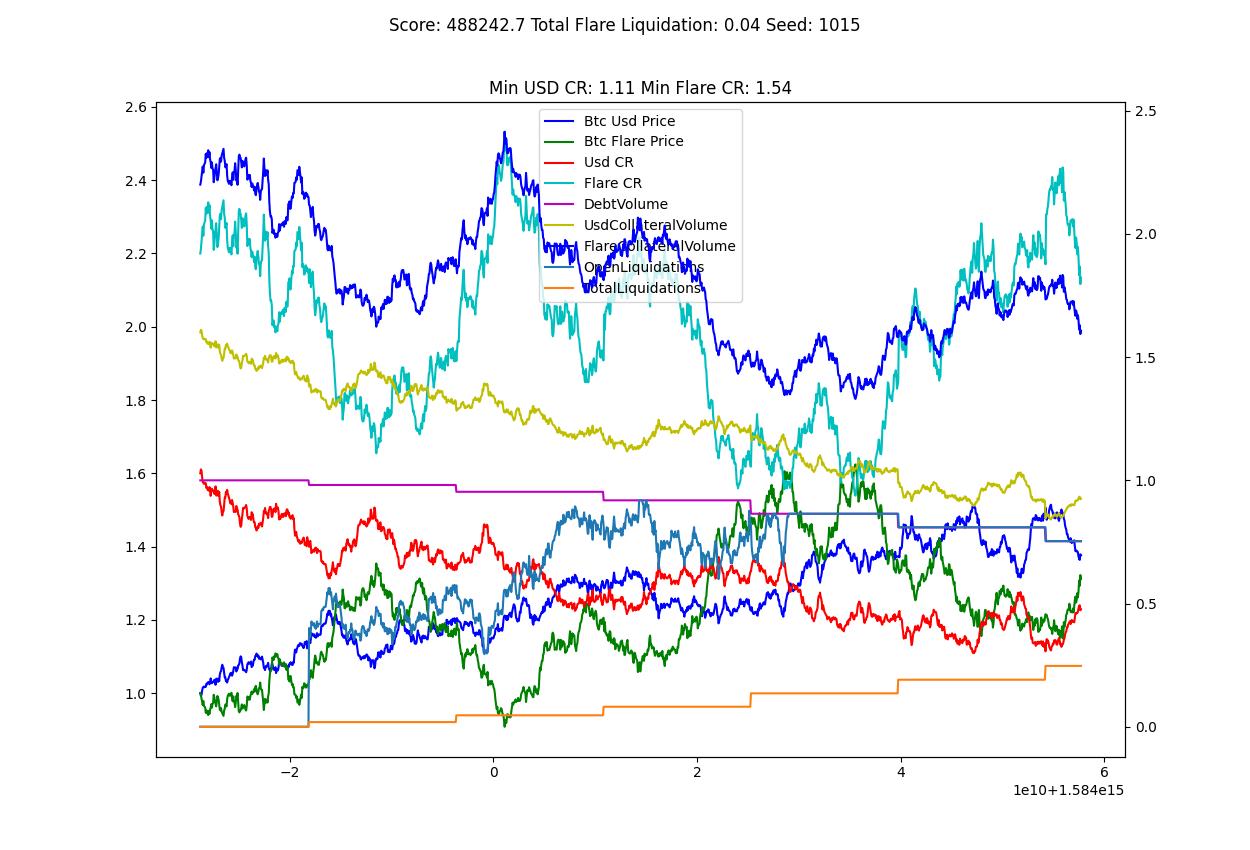 Score: 488242.7 Total Flare Liquidation: 0.04 Seed: 1015
Min USD CR: 1.11 Min Flare CR: 1.54
Btc Usd Price
Btc Flare Price
Usd CR
Flare CR
DebtVolume
UsdCollateralVolume
FlareCollateralVolume
OpenLiquidations
TotalLiquidations
2.6
2.4
2.2
2.0
1.8
1.6
1.4
1.2
1.0
2.5
2.0
1.5
1.0
0.5
0.0
−2 0 2 4 6
1e10+1.584e15